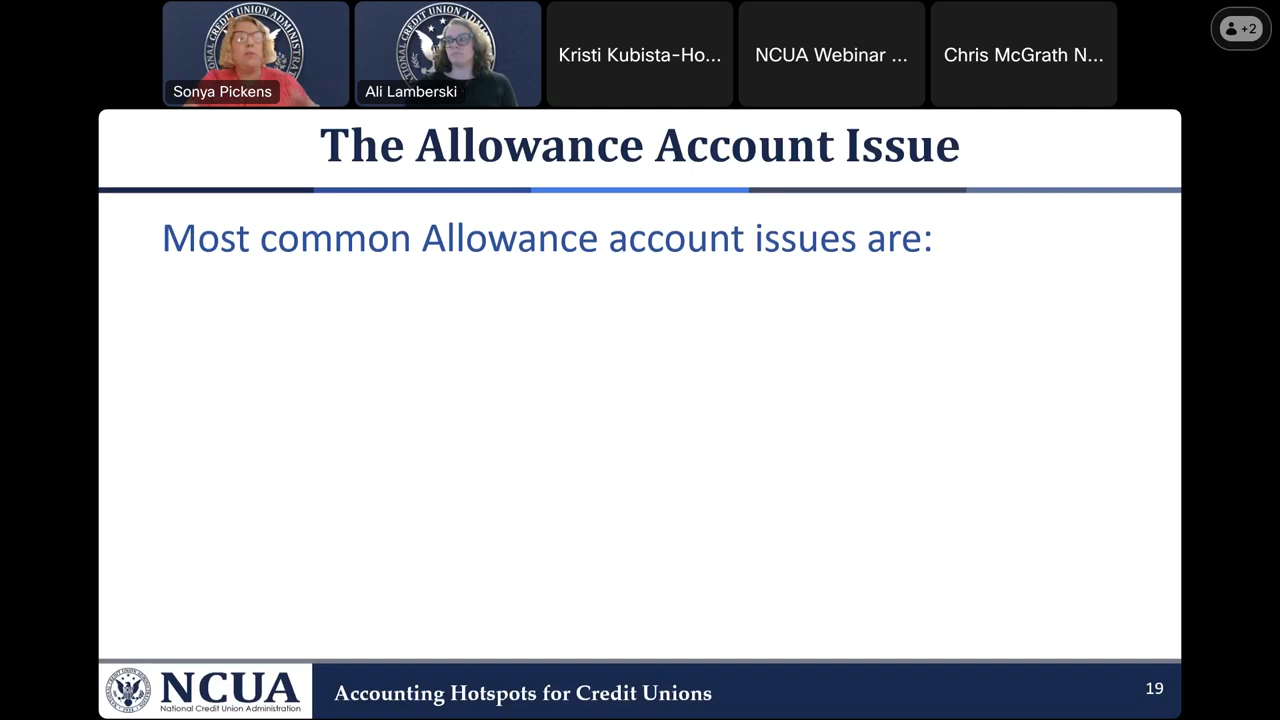 Sonya Pickens
Ali Lamberski
Kristi Kubista-Ho...
NCUA Webinar ...
Chris McGrath N...
+2
The Allowance Account Issue
Most common Allowance account issues are:
NCUA
National Credit Union Administration
Accounting Hotspots for Credit Unions
19